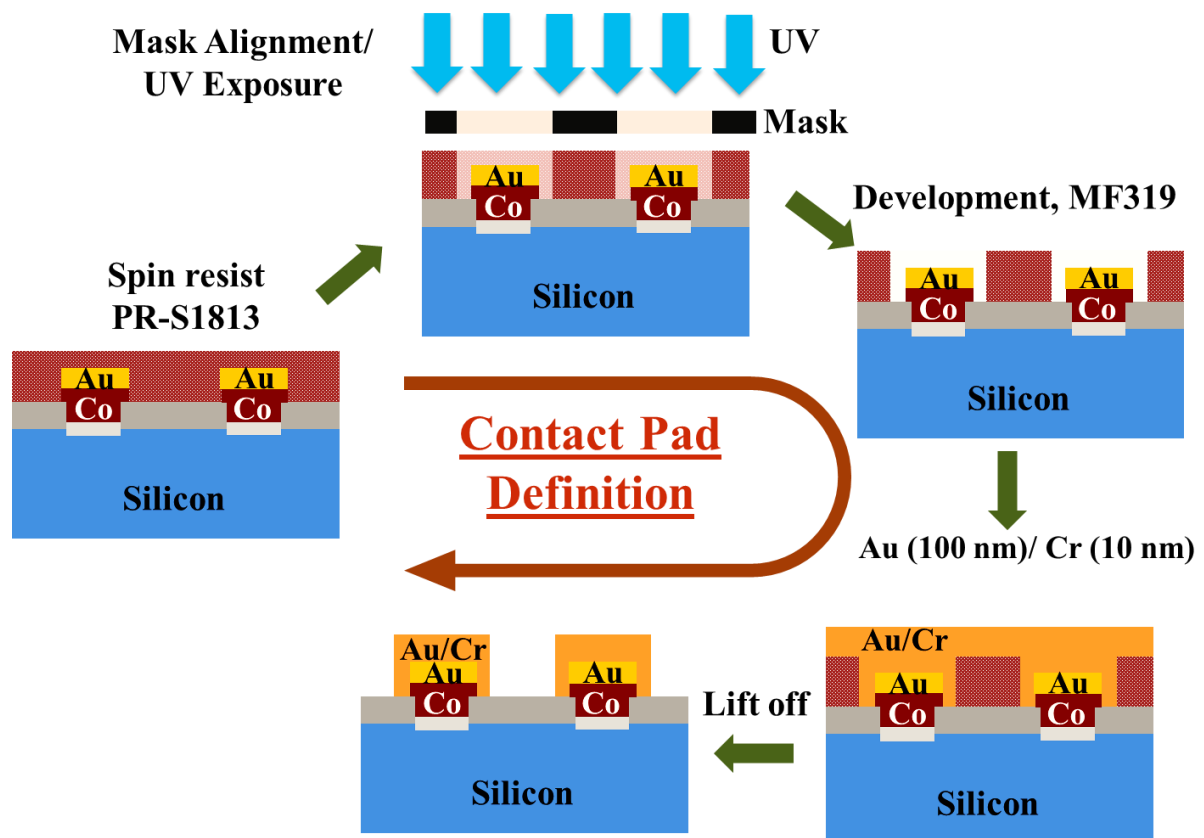 Mask Alignment/
UV Exposure
UV
Mask
Au
Au
Co
Co
Silicon
Development, MF319
Au
Au
Co
Co
Silicon
Spin resist
PR-S1813
Au
Au
Co
Co
Silicon
Contact Pad
Definition
Au (100 nm)/ Cr (10 nm)
Au/Cr
Au
Au
Co
Co
Silicon
Lift off
Au/Cr
Au
Au
Co
Co
Silicon